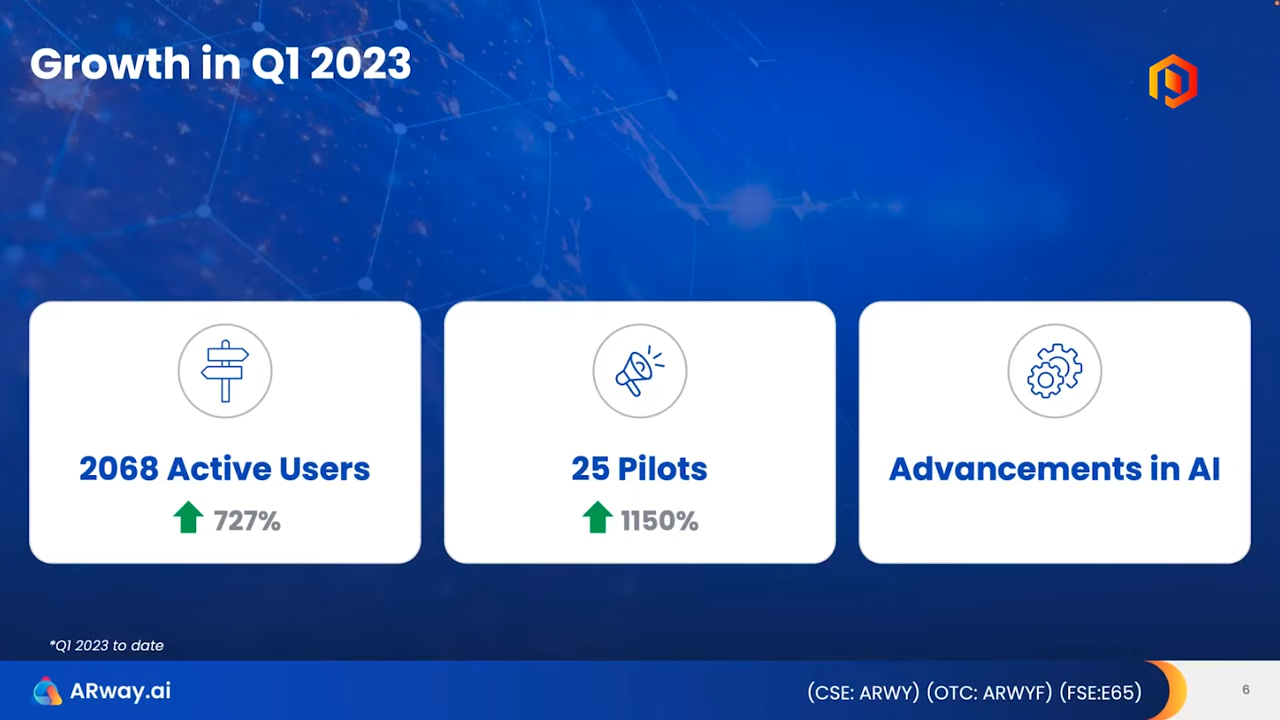 Growth in Q1 2023
2068 Active Users
727%
25 Pilots
1150%
Advancements in AI
*Q1 2023 to date
ARway.ai
(CSE: ARWY) (OTC: ARWYF) (FSE:E65)
6